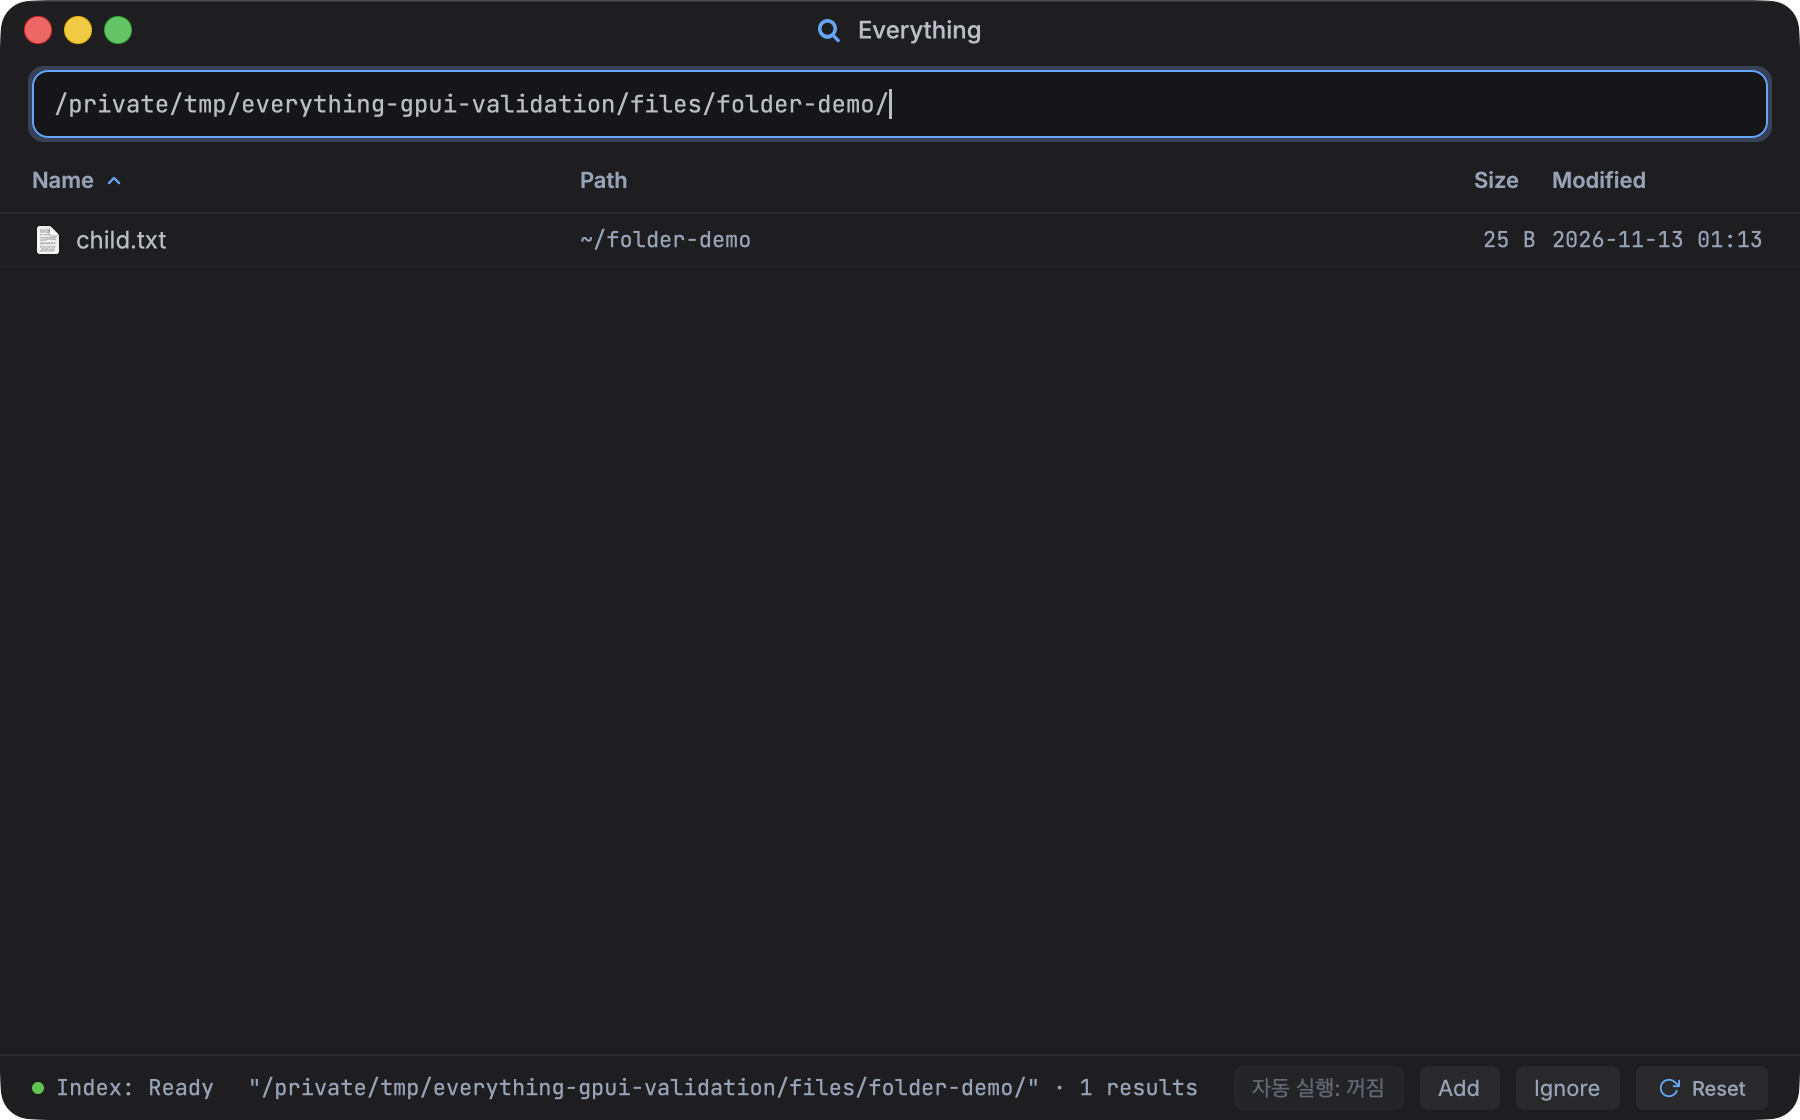 Everything
/private/tmp/everything-gpui-validation/files/folder-demo/
Name Path Size Modified
child.txt ~/folder-demo 25 B 2026-11-13 01:13
Index: Ready "/private/tmp/everything-gpui-validation/files/folder-demo/" · 1 results 자동 실행: 꺼짐 Add Ignore Reset